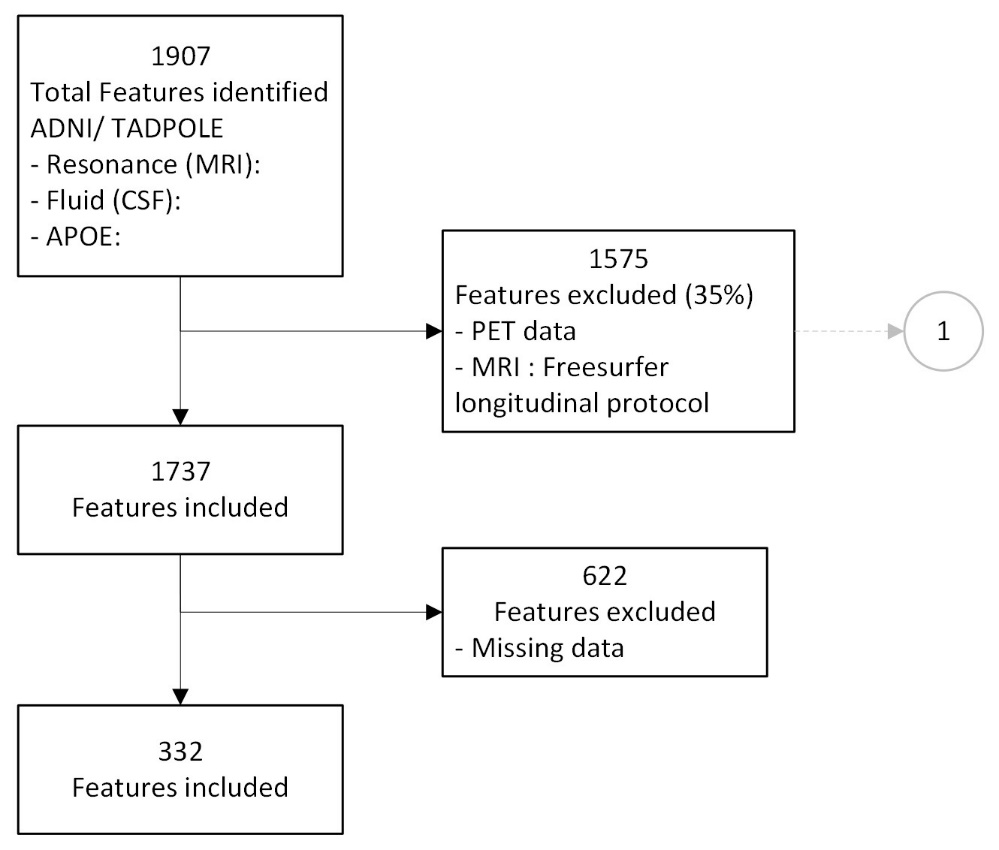 1907
Total Features identified
ADNI/ TADPOLE
- Resonance (MRI):
- Fluid (CSF):
- APOE:
1575
Features excluded (35%)
- PET data
- MRI : Freesurfer
longitudinal protocol
1
1737
Features included
622
Features excluded
- Missing data
332
Features included